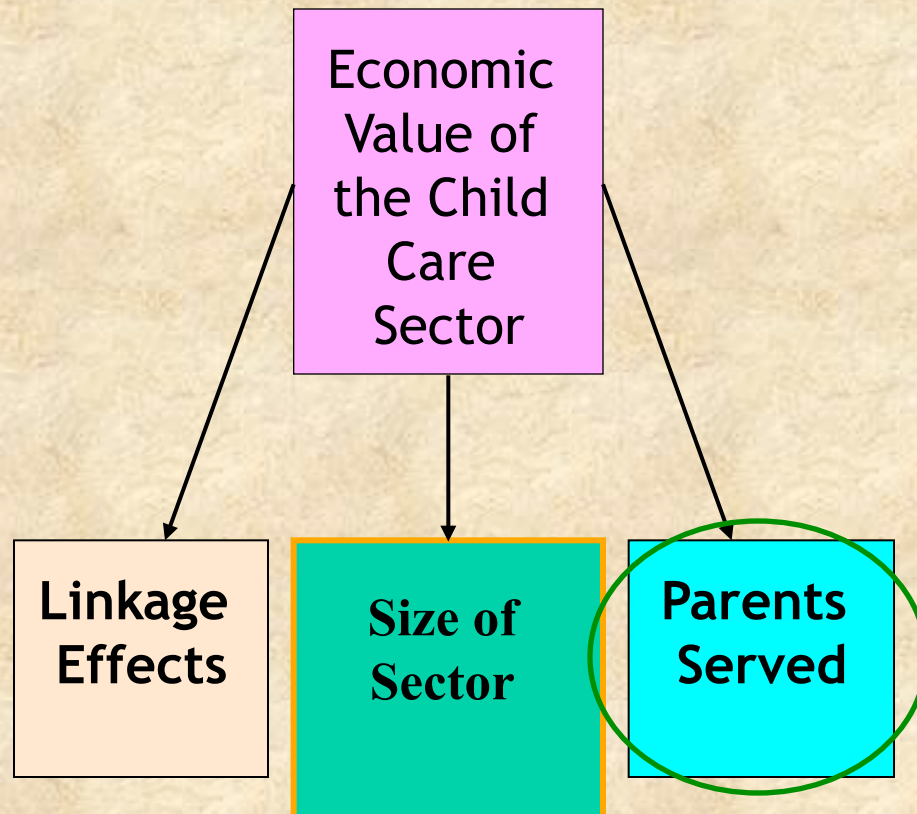 Economic
Value of
the Child
Care
Sector
Linkage
Effects
Size of
Sector
Parents
Served